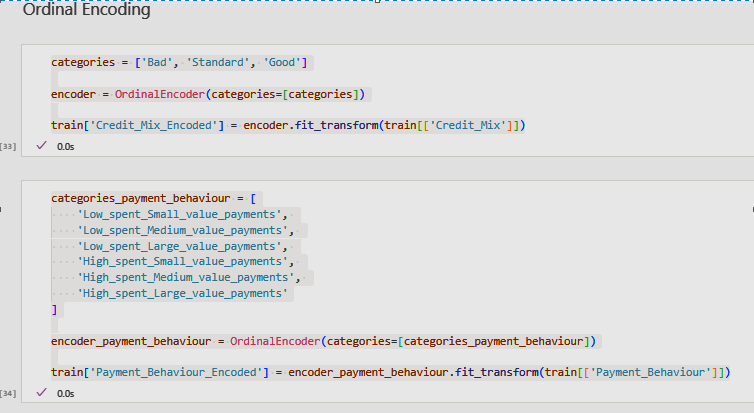 Ordinal Encoding
categories = ['Bad', 'Standard', 'Good']
encoder = OrdinalEncoder(categories=[categories])
train['Credit_Mix_Encoded'] = encoder.fit_transform(train[['Credit_Mix']])
[33]
0.0s
categories_payment_behaviour = [
'Low_spent_Small_value_payments',
'Low_spent_Medium_value_payments',
'Low_spent_Large_value_payments',
'High_spent_Small_value_payments',
'High_spent_Medium_value_payments',
'High_spent_Large_value_payments'
]
encoder_payment_behaviour = OrdinalEncoder(categories=[categories_payment_behaviour])
train['Payment_Behaviour_Encoded'] = encoder_payment_behaviour.fit_transform(train[['Payment_Behaviour']])
[34]
0.0s